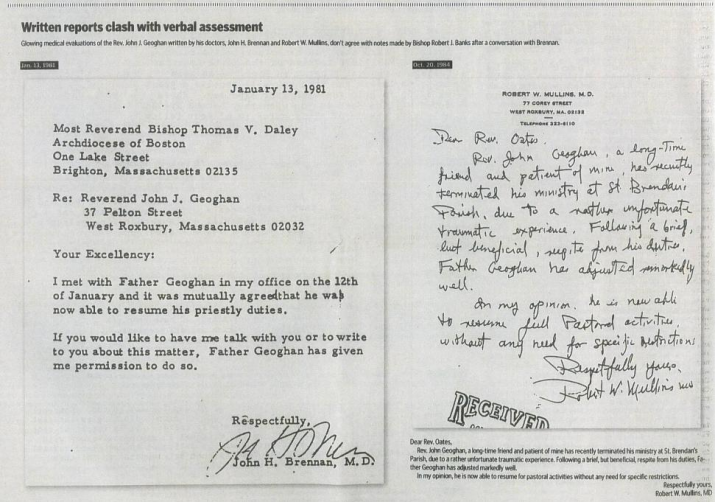 Written reports clash with verbal assessment
Glowing medical evaluations of the Rev. John J. Geoghan written by his doctors, John H. Brennan and Robert W. Mullins, don't agree with notes made by Bishop Robert J. Banks after a conversation with Brennan.
Jan. 13, 1981
January 13, 1981
Most Reverend Bishop Thomas V. Daley
Archdiocese of Boston
One Lake Street
Brighton, Massachusetts 02135
Re: Reverend John J. Geoghan
37 Pelton Street
West Roxbury, Massachusetts 02032
Your Excellency:
I met with Father Geoghan in my office on the 12th
of January and it was mutually agreed that he was
now able to resume his priestly duties.
If you would like to have me talk with you or to write
to you about this matter, Father Geoghan has given
me permission to do so.
Respectfully,
John H. Brennan, M.D.
Oct. 20, 1984
ROBERT W. MULLINS, M. D.
77 COREY STREET
WEST ROXBURY, MA. 02132
TELEPHONE 323-6110
Dear Rev. Oates.
Rev. John Geoghan, a long-Time
friend and patient of mine, has recently
terminated his ministry at St Brendan's
Parish, due to a rather unfortunate
traumatic experience. Following a brief,
but beneficial, respite from his duties,
Father Geoghan has adjusted remarkedly
well.
In my opinion, he is now able
to resume full Pastoral activities,
without any need for specific restrictions
Respectfully yours,
Robert W. Mullins MD
RECEIVED
Dear Rev. Oates,
Rev. John Geoghan, a long-time friend and patient of mine has recently terminated his ministry at St. Brendan's
Parish, due to a rather unfortunate traumatic experience. Following a brief, but beneficial, respite from his duties, Fa-
ther Geoghan has adjusted markedly well.
In my opinion, he is now able to resume for pastoral activities without any need for specific restrictions.
Respectfully yours,
Robert W. Mullins, MD